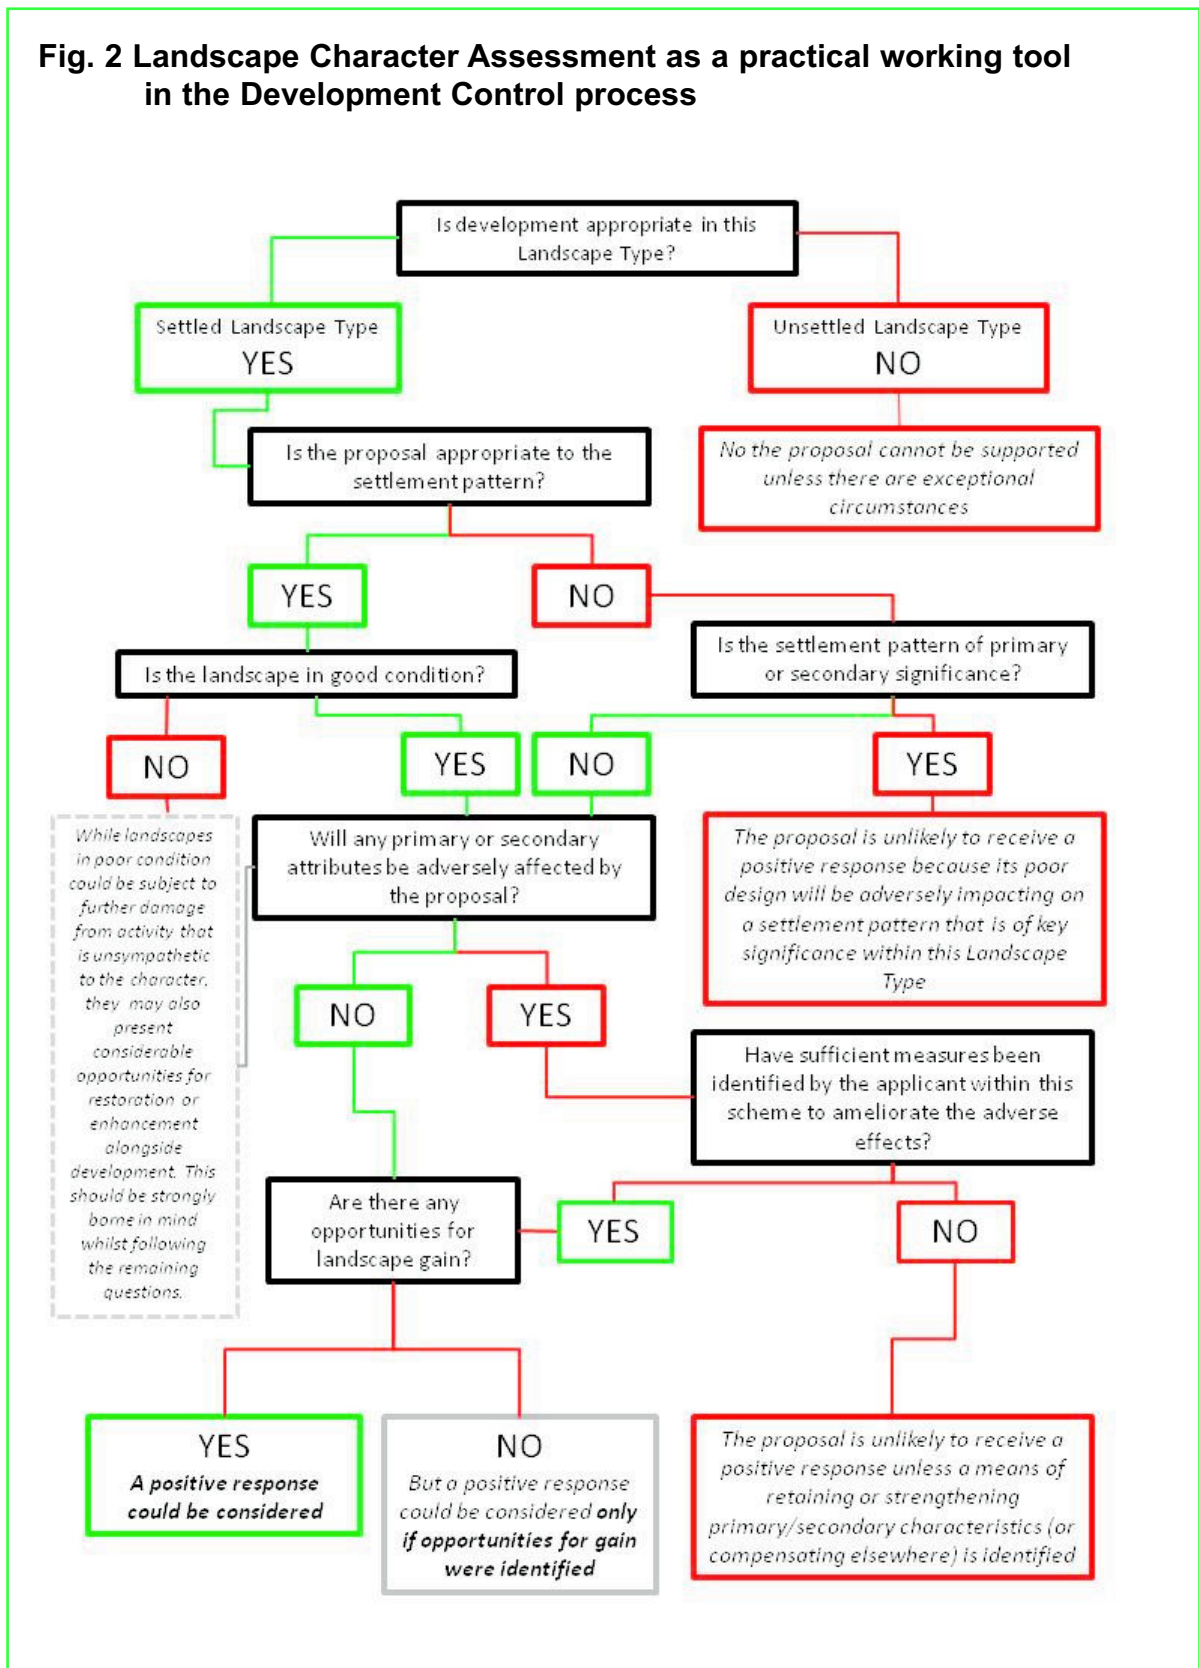 Fig. 2 Landscape Character Assessment as a practical working tool
in the Development Control process
Is development appropriate in this
Landscape Type?
Settled Landscape Type
YES
Unsettled Landscape Type
NO
No the proposal cannot be supported
unless there are exceptional
circumstances
Is the proposal appropriate to the
settlement pattern?
YES
NO
Is the landscape in good condition?
Is the settlement pattern of primary
or secondary significance?
NO
YES
NO
YES
While landscapes
in poor condition
could be subject to
further damage
from activity that
is unsympathetic
to the character,
they may also
present
considerable
opportunities for
restoration or
enhancement
alongside
development. This
should be strongly
borne in mind
whilst following
the remaining
questions.
Will any primary or secondary
attributes be adversely affected by
the proposal?
The proposal is unlikely to receive a
positive response because its poor
design will be adversely impacting on
a settlement pattern that is of key
significance within this Landscape
Type
NO
YES
Have sufficient measures been
identified by the applicant within this
scheme to ameliorate the adverse
effects?
Are there any
opportunities for
landscape gain?
YES
NO
YES
A positive response
could be considered
NO
But a positive response
could be considered only
if opportunities for gain
were identified
The proposal is unlikely to receive a
positive response unless a means of
retaining or strengthening
primary/secondary characteristics (or
compensating elsewhere) is identified